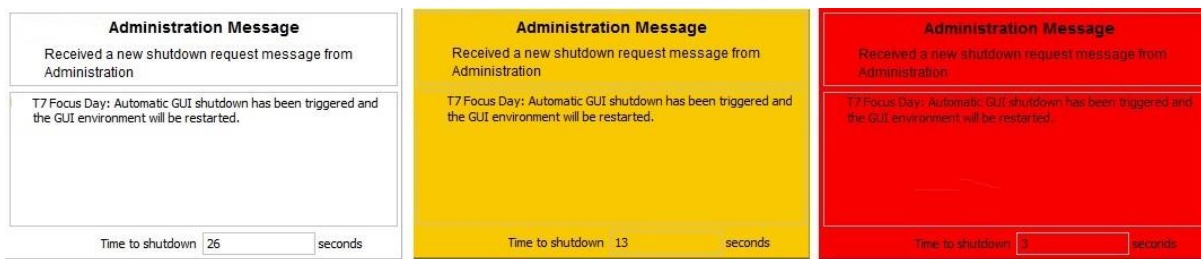 Administration Message
Received a new shutdown request message from
Administration
T7 Focus Day: Automatic GUI shutdown has been triggered and
the GUI environment will be restarted.
Time to shutdown 26 seconds
Administration Message
Received a new shutdown request message from
Administration
T7 Focus Day: Automatic GUI shutdown has been triggered and
the GUI environment will be restarted.
Time to shutdown 13 seconds
Administration Message
Received a new shutdown request message from
Administration
T7 Focus Day: Automatic GUI shutdown has been triggered and
the GUI environment will be restarted.
Time to shutdown 3 seconds